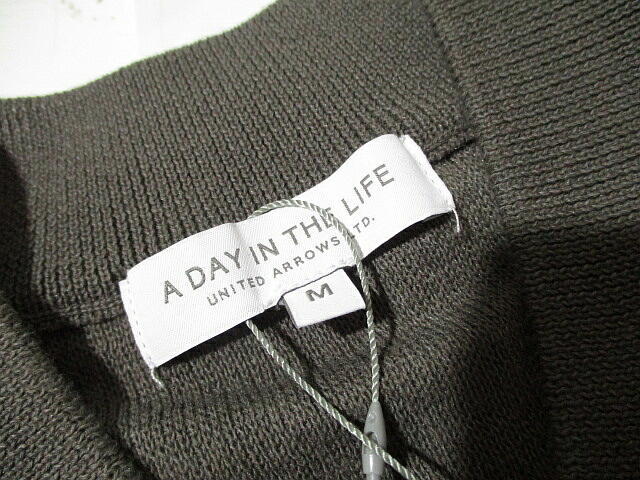 A DAY IN THE LIFE
UNITED ARROWS LTD.
M